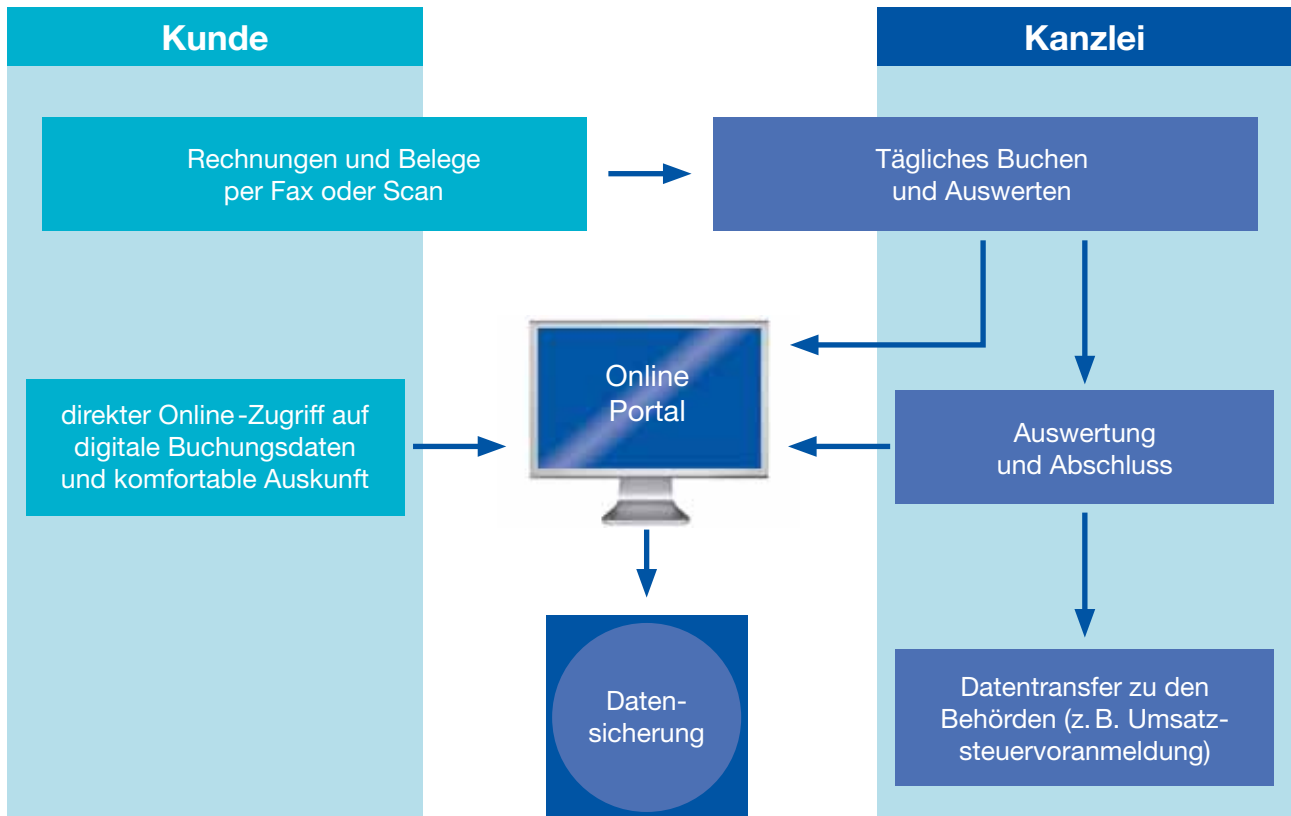 Kunde
Kanzlei
Rechnungen und Belege
per Fax oder Scan
Tägliches Buchen
und Auswerten
Online
Portal
direkter Online-Zugriff auf
digitale Buchungsdaten
und komfortable Auskunft
Auswertung
und Abschluss
Daten-
sicherung
Datentransfer zu den
Behörden (z. B. Umsatz-
steuervoranmeldung)